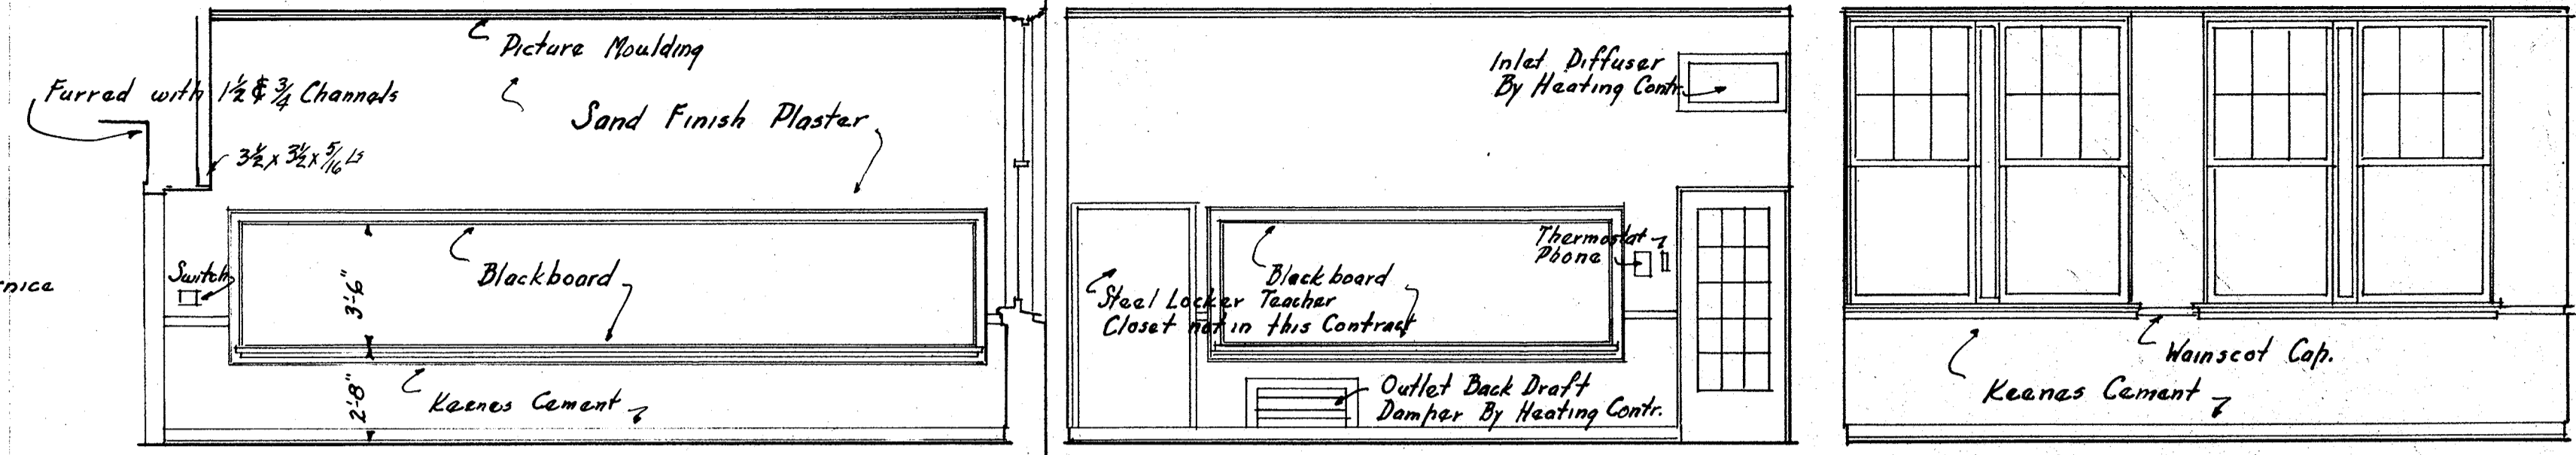 Picture Moulding
Furred with 1½ & ¾ Channels
Sand Finish Plaster
3½ x 3½ x 5/16 Ls
Switch
Blackboard
3'-6"
2'-8"
Keenes Cement
Inlet Diffuser
By Heating Contr.
Thermostat
Phone
Blackboard
Steel Locker Teacher
Closet not in this Contract
Outlet Back Draft
Damper By Heating Contr.
Wainscot Cap.
Keenes Cement